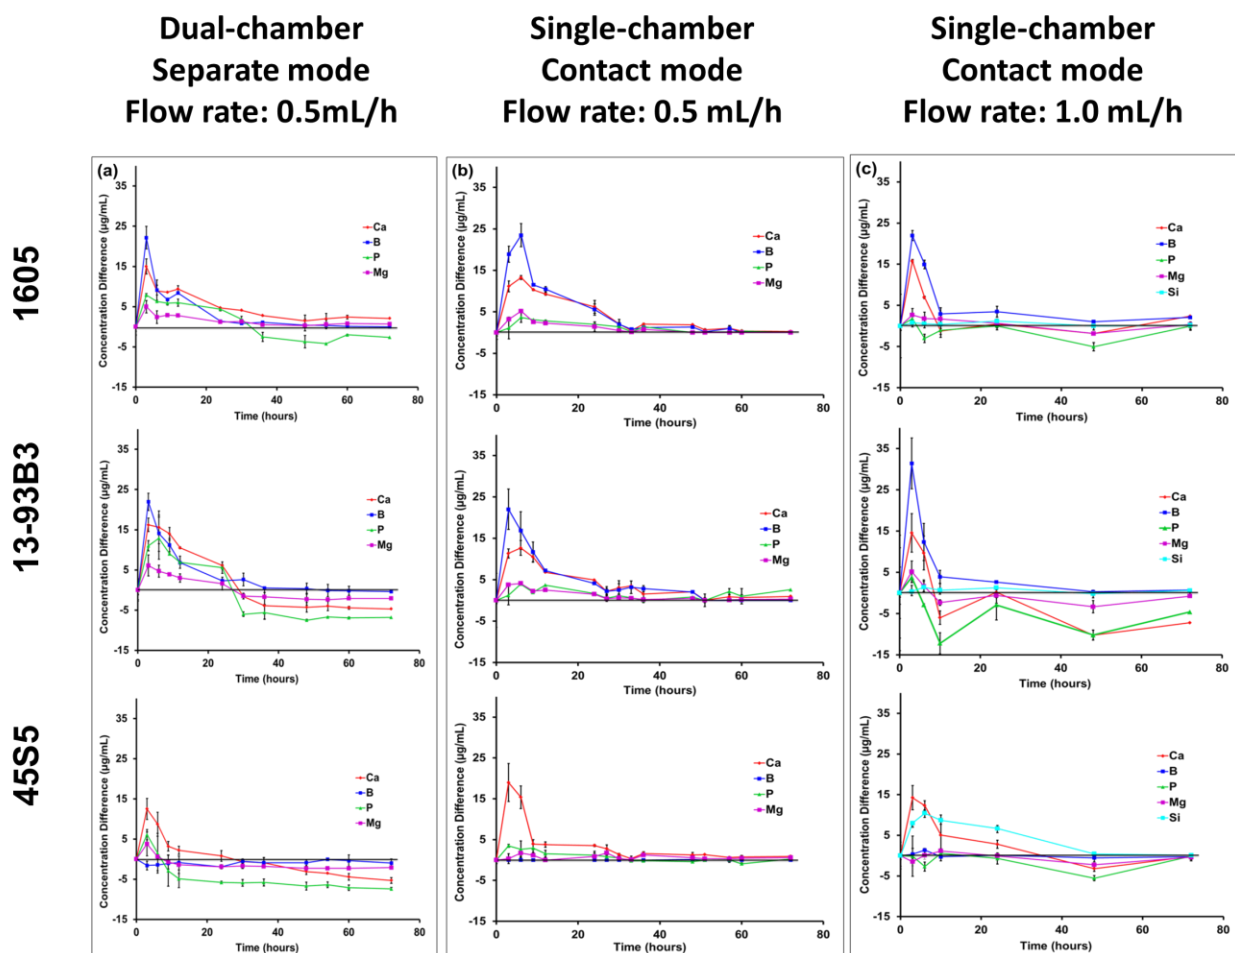 Dual-chamber
Separate mode
Flow rate: 0.5mL/h
Single-chamber
Contact mode
Flow rate: 0.5 mL/h
Single-chamber
Contact mode
Flow rate: 1.0 mL/h
1605
(a)
Concentration Difference (µg/mL)
35
25
15
5
-5
-15
0
20
40
60
80
Time (hours)
Ca
B
P
Mg
(b)
Concentration Difference (µg/mL)
35
25
15
5
-5
-15
0
20
40
60
80
Time (hours)
Ca
B
P
Mg
(c)
Concentration Difference (µg/mL)
35
25
15
5
-5
-15
0
20
40
60
80
Time (hours)
Ca
B
P
Mg
Si
13-93B3
Concentration Difference (µg/mL)
35
25
15
5
-5
-15
0
20
40
60
80
Time (hours)
Ca
B
P
Mg
Concentration Difference (µg/mL)
35
25
15
5
-5
-15
0
20
40
60
80
Time (hours)
Ca
B
P
Mg
Concentration Difference (µg/mL)
35
25
15
5
-5
-15
0
20
40
60
80
Time (hours)
Ca
B
P
Mg
Si
45S5
Concentration Difference (µg/mL)
35
25
15
5
-5
-15
0
20
40
60
80
Time (hours)
Ca
B
P
Mg
Concentration Difference (µg/mL)
35
25
15
5
-5
-15
0
20
40
60
80
Time (hours)
Ca
B
P
Mg
Concentration Difference (µg/mL)
35
25
15
5
-5
-15
0
20
40
60
80
Time (hours)
Ca
B
P
Mg
Si